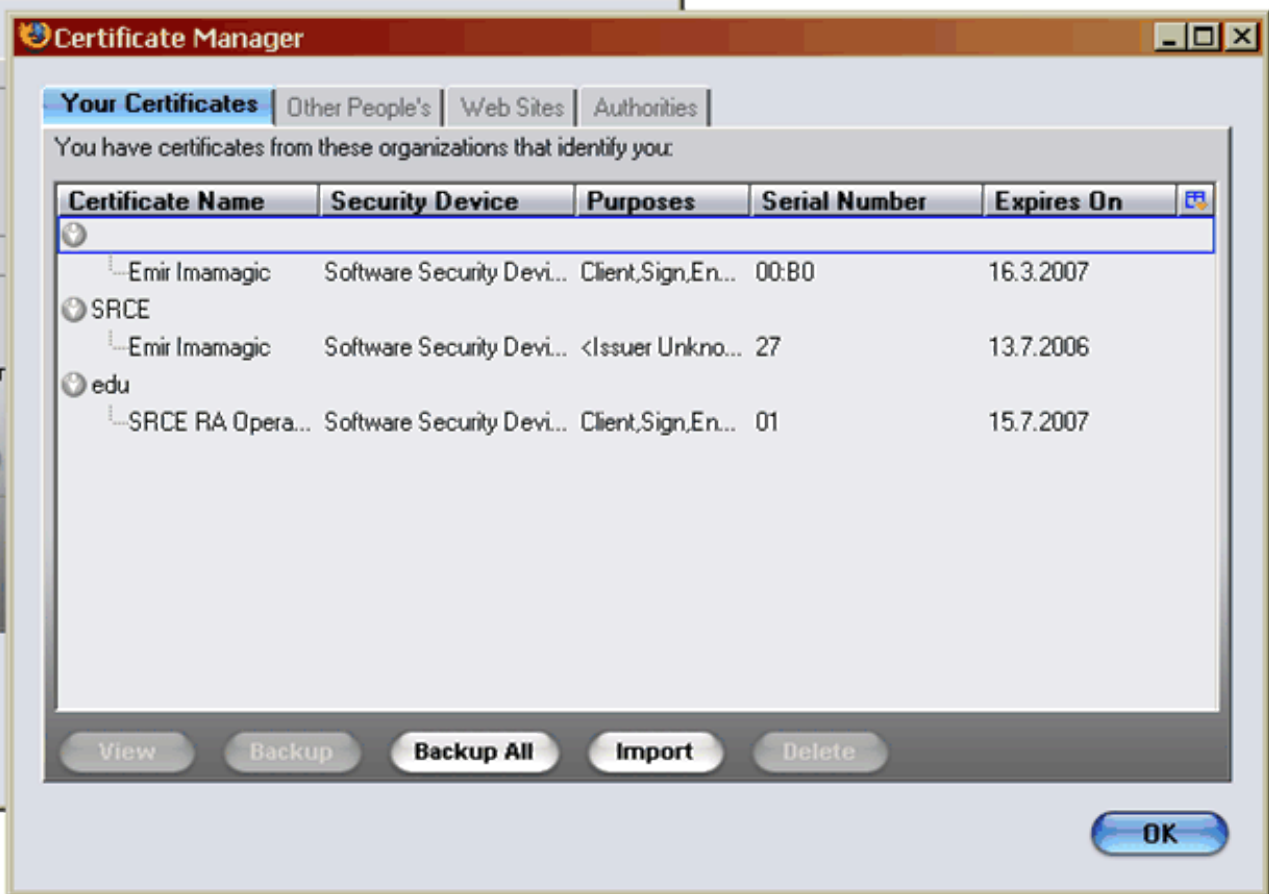 Certificate Manager
Your Certificates Other People's Web Sites Authorities
You have certificates from these organizations that identify you:
Certificate Name Security Device Purposes Serial Number Expires On
Emir Imamagic Software Security Devi... Client,Sign,En... 00:B0 16.3.2007
SRCE
Emir Imamagic Software Security Devi... <Issuer Unkno... 27 13.7.2006
edu
SRCE RA Opera... Software Security Devi... Client,Sign,En... 01 15.7.2007
View Backup Backup All Import Delete
OK